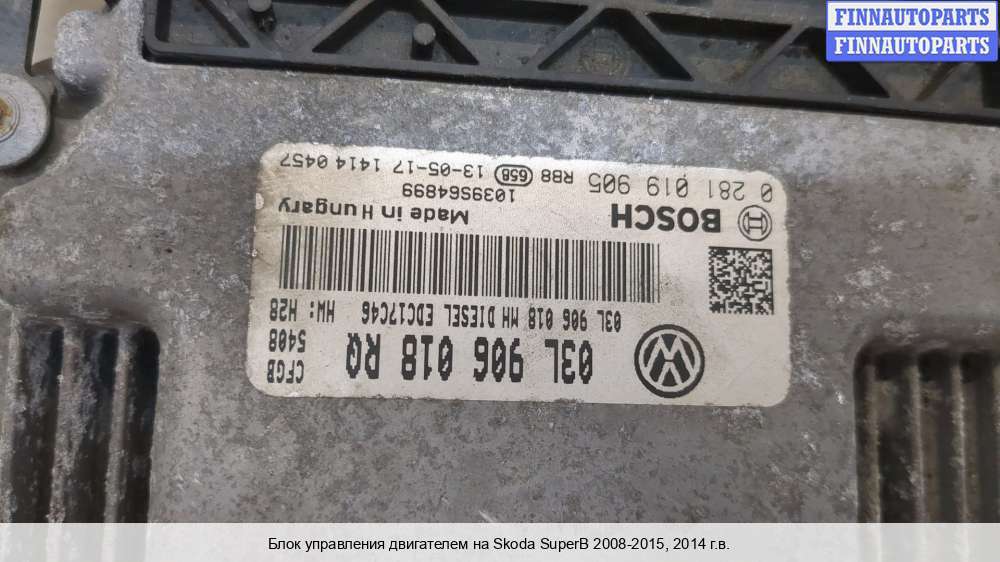 FINNAUTOPARTS
FINNAUTOPARTS
03L 906 018 RQ
CFGB
5408
03L 906 018 MH DIESEL EDC17C46 HW: H28
BOSCH
Made in Hungary
1039S64899
0 281 019 905 RB8 658 13-05-17 1414 0457
Блок управления двигателем на Skoda SuperB 2008-2015, 2014 г.в.